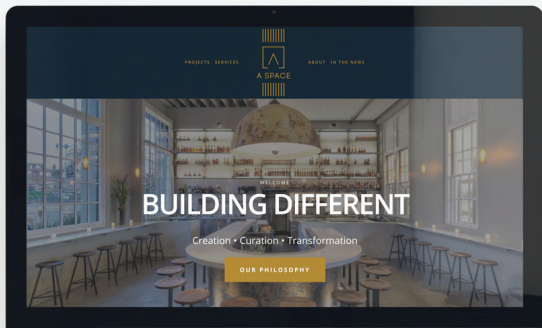 PROJECTS SERVICES
A SPACE
ABOUT IN THE NEWS
WELCOME
BUILDING DIFFERENT
Creation • Curation • Transformation
OUR PHILOSOPHY